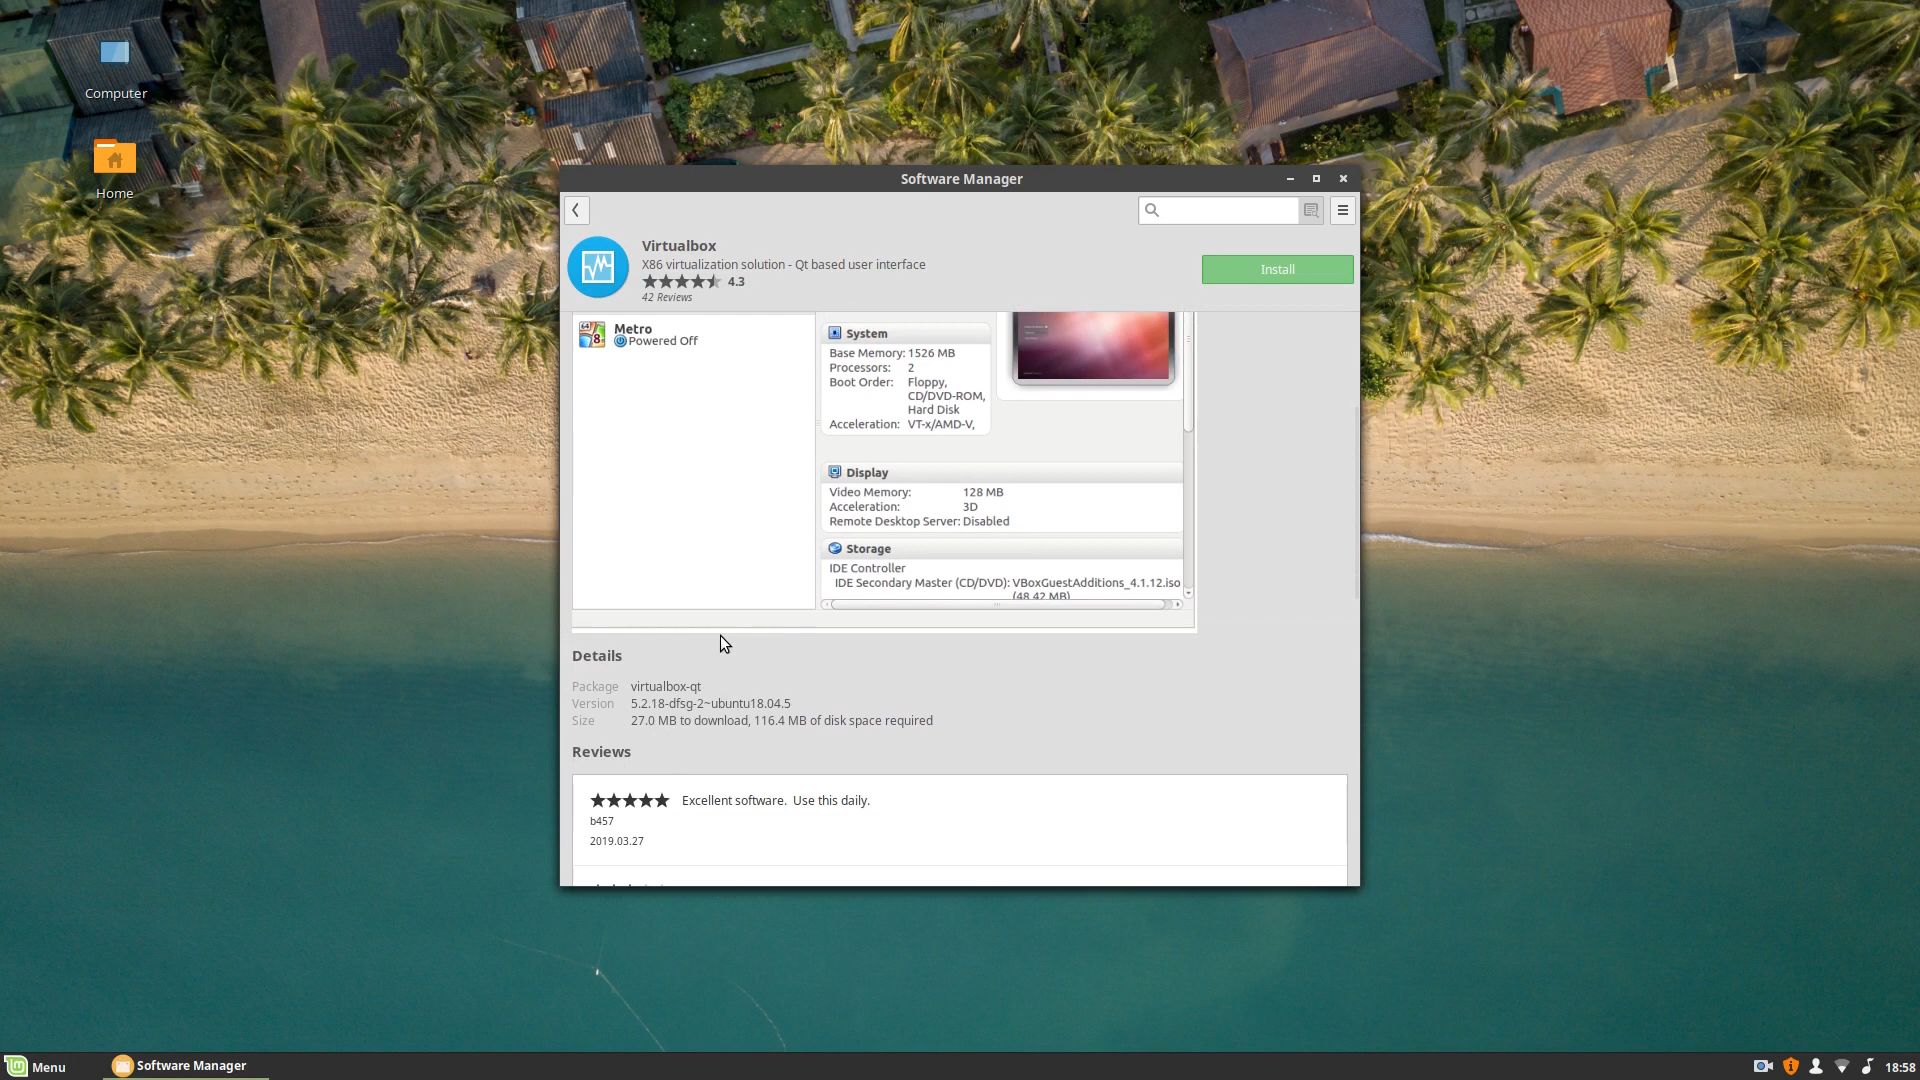 Computer
Home
Software Manager
Virtualbox
X86 virtualization solution - Qt based user interface
4.3
42 Reviews
Install
64
8
Metro
Powered Off
System
Base Memory: 1526 MB
Processors: 2
Boot Order: Floppy,
CD/DVD-ROM,
Hard Disk
Acceleration: VT-x/AMD-V,
Display
Video Memory: 128 MB
Acceleration: 3D
Remote Desktop Server: Disabled
Storage
IDE Controller
IDE Secondary Master (CD/DVD): VBoxGuestAdditions_4.1.12.iso
(48,42 MB)
Details
Package virtualbox-qt
Version 5.2.18-dfsg-2~ubuntu18.04.5
Size 27.0 MB to download, 116.4 MB of disk space required
Reviews
Excellent software.  Use this daily.
b457
2019.03.27
Menu
Software Manager
18:58